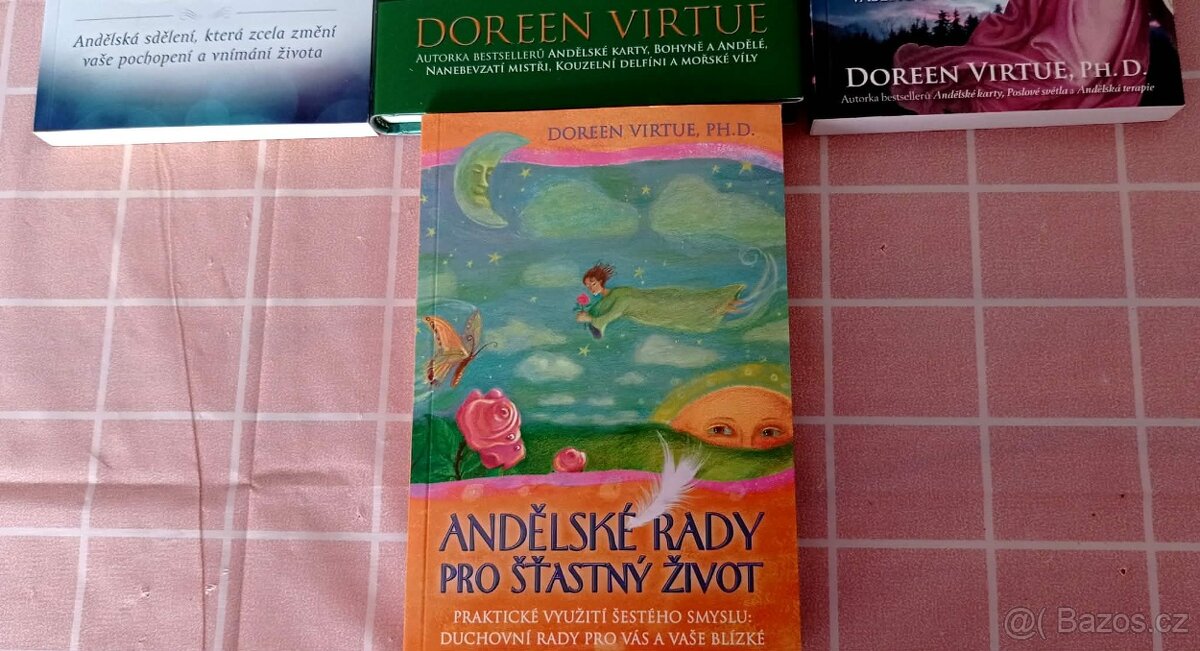 Andělská sdělení, která zcela změní
vaše pochopení a vnímání života
DOREEN VIRTUE
AUTORKA BESTSELLERŮ ANDĚLSKÉ KARTY, BOHYNĚ A ANDĚLÉ,
NANEBEVZATÍ MISTŘI, KOUZELNÍ DELFÍNI A MOŘSKÉ VÍLY
DOREEN VIRTUE, PH. D.
Autorka bestsellerů Andělské karty, Poslové světla a Andělská terapie
DOREEN VIRTUE, PH.D.
ANDĚLSKÉ RADY
PRO ŠŤASTNÝ ŽIVOT
PRAKTICKÉ VYUŽITÍ ŠESTÉHO SMYSLU:
DUCHOVNÍ RADY PRO VÁS A VAŠE BLÍZKÉ
@( Bazos.cz